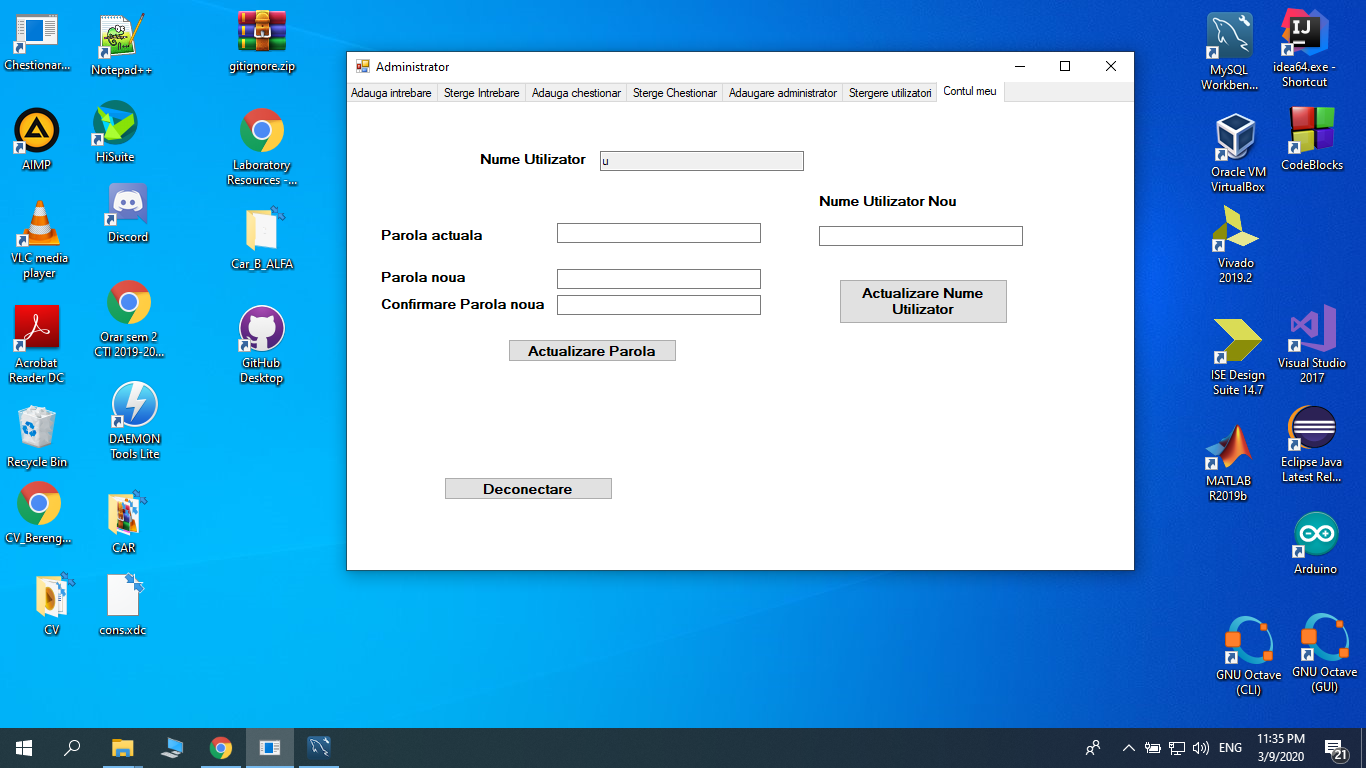 Administrator
Adauga intrebare
Sterge Intrebare
Adauga chestionar
Sterge Chestionar
Adaugare administrator
Stergere utilizatori
Contul meu
Nume Utilizator
u
Nume Utilizator Nou
Parola actuala
Parola noua
Confirmare Parola noua
Actualizare Nume
Utilizator
Actualizare Parola
Deconectare
Chestionar...
Notepad++
gitignore.zip
AIMP
HiSuite
Laboratory
Resources -...
VLC media
player
Discord
Car_B_ALFA
Acrobat
Reader DC
Orar sem 2
CTI 2019-20...
GitHub
Desktop
Recycle Bin
DAEMON
Tools Lite
CV_Bereng...
CAR
CV
cons.xdc
MySQL
Workben...
idea64.exe -
Shortcut
IJ
Oracle VM
VirtualBox
CodeBlocks
Vivado
2019.2
ISE Design
Suite 14.7
Visual Studio
2017
MATLAB
R2019b
Eclipse Java
Latest Rel...
Arduino
GNU Octave
(CLI)
GNU Octave
(GUI)
ENG
11:35 PM
3/9/2020
21